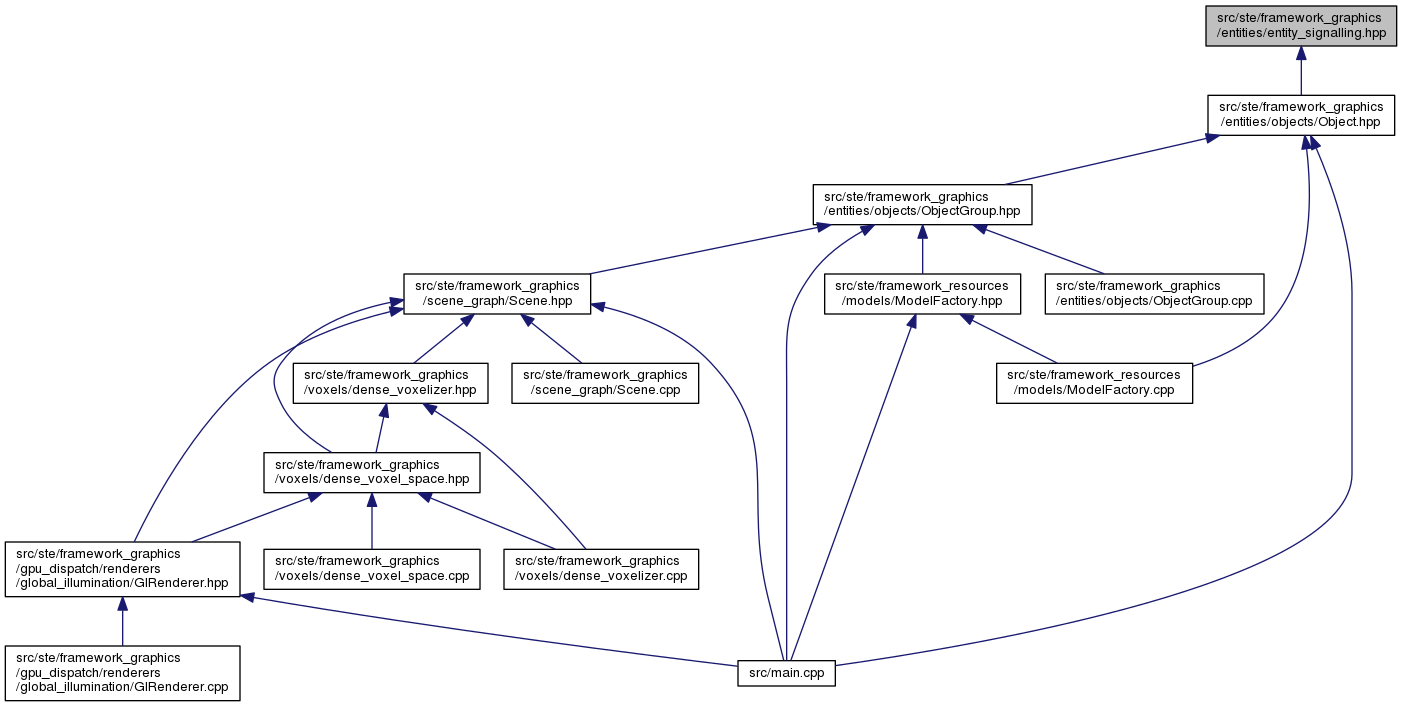 src/ste/framework_graphics
/entities/entity_signalling.hpp
src/ste/framework_graphics
/entities/objects/Object.hpp
src/ste/framework_graphics
/entities/objects/ObjectGroup.hpp
src/ste/framework_graphics
/scene_graph/Scene.hpp
src/ste/framework_resources
/models/ModelFactory.hpp
src/ste/framework_graphics
/entities/objects/ObjectGroup.cpp
src/ste/framework_graphics
/voxels/dense_voxelizer.hpp
src/ste/framework_graphics
/scene_graph/Scene.cpp
src/ste/framework_resources
/models/ModelFactory.cpp
src/ste/framework_graphics
/voxels/dense_voxel_space.hpp
src/ste/framework_graphics
/gpu_dispatch/renderers
/global_illumination/GIRenderer.hpp
src/ste/framework_graphics
/voxels/dense_voxel_space.cpp
src/ste/framework_graphics
/voxels/dense_voxelizer.cpp
src/ste/framework_graphics
/gpu_dispatch/renderers
/global_illumination/GIRenderer.cpp
src/main.cpp